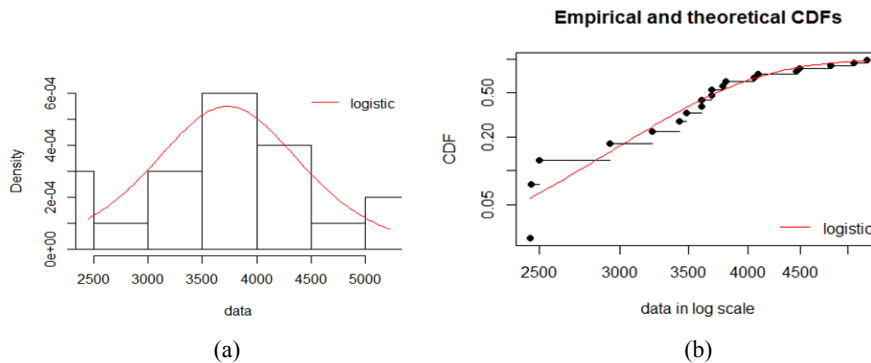 Empirical and theoretical CDFs
6e-04
4e-04
2e-04
0e+00
Density
logistic
2500 3000 3500 4000 4500 5000
data
(a)
0.50
0.20
0.05
CDF
logistic
2500 3000 3500 4000 4500
data in log scale
(b)